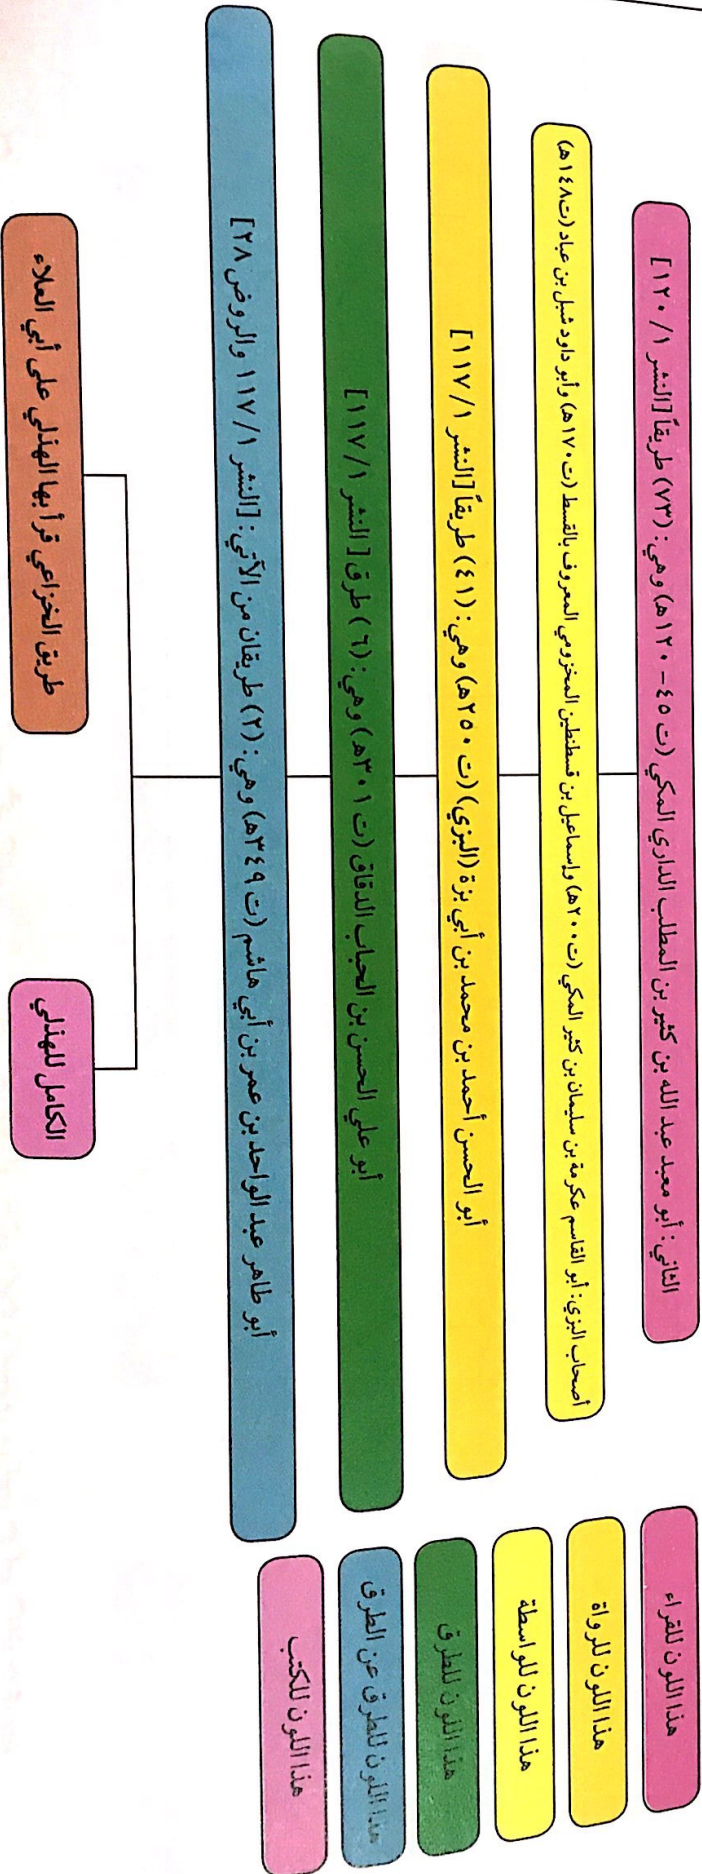 الثاني: أبو معبد عبد الله بن كثير بن المطلب الداري المكي (ت ٤٥ - ١٢٠هـ) وهي: (٧٣) طريقاً [النشر ١/ ١٢٠]
أصحاب البزي: أبو القاسم عكرمة بن سليمان بن كثير المكي (ت٢٠٠هـ) وإسماعيل بن قسطنطين المخزومي المعروف بالقسط (ت١٧٠هـ) وأبو داود شبل بن عباد (ت١٤٨هـ)
أبو الحسن أحمد بن محمد بن أبي بزة (البزي) (ت ٢٥٠هـ) وهي: (٤١) طريقاً [النشر ١/ ١١٧]
أبو علي الحسن بن الحباب الدقاق (ت ٣٠١هـ) وهي: (٦) طرق [النشر ١/ ١١٧]
أبو طاهر عبد الواحد بن عمر بن أبي هاشم (ت ٣٤٩هـ) وهي: (٢) طريقان من الآتي: [النشر ١/ ١١٧ والروض ٢٨]
الكامل للهذلي
طريق الخزاعي قرأ بها الهذلي على أبي العلاء
هذا اللون للقراء
هذا اللون للرواة
هذا اللون للواسطة
هذا اللون للطرق
هذا اللون للطرق عن الطرق
هذا اللون للكتب